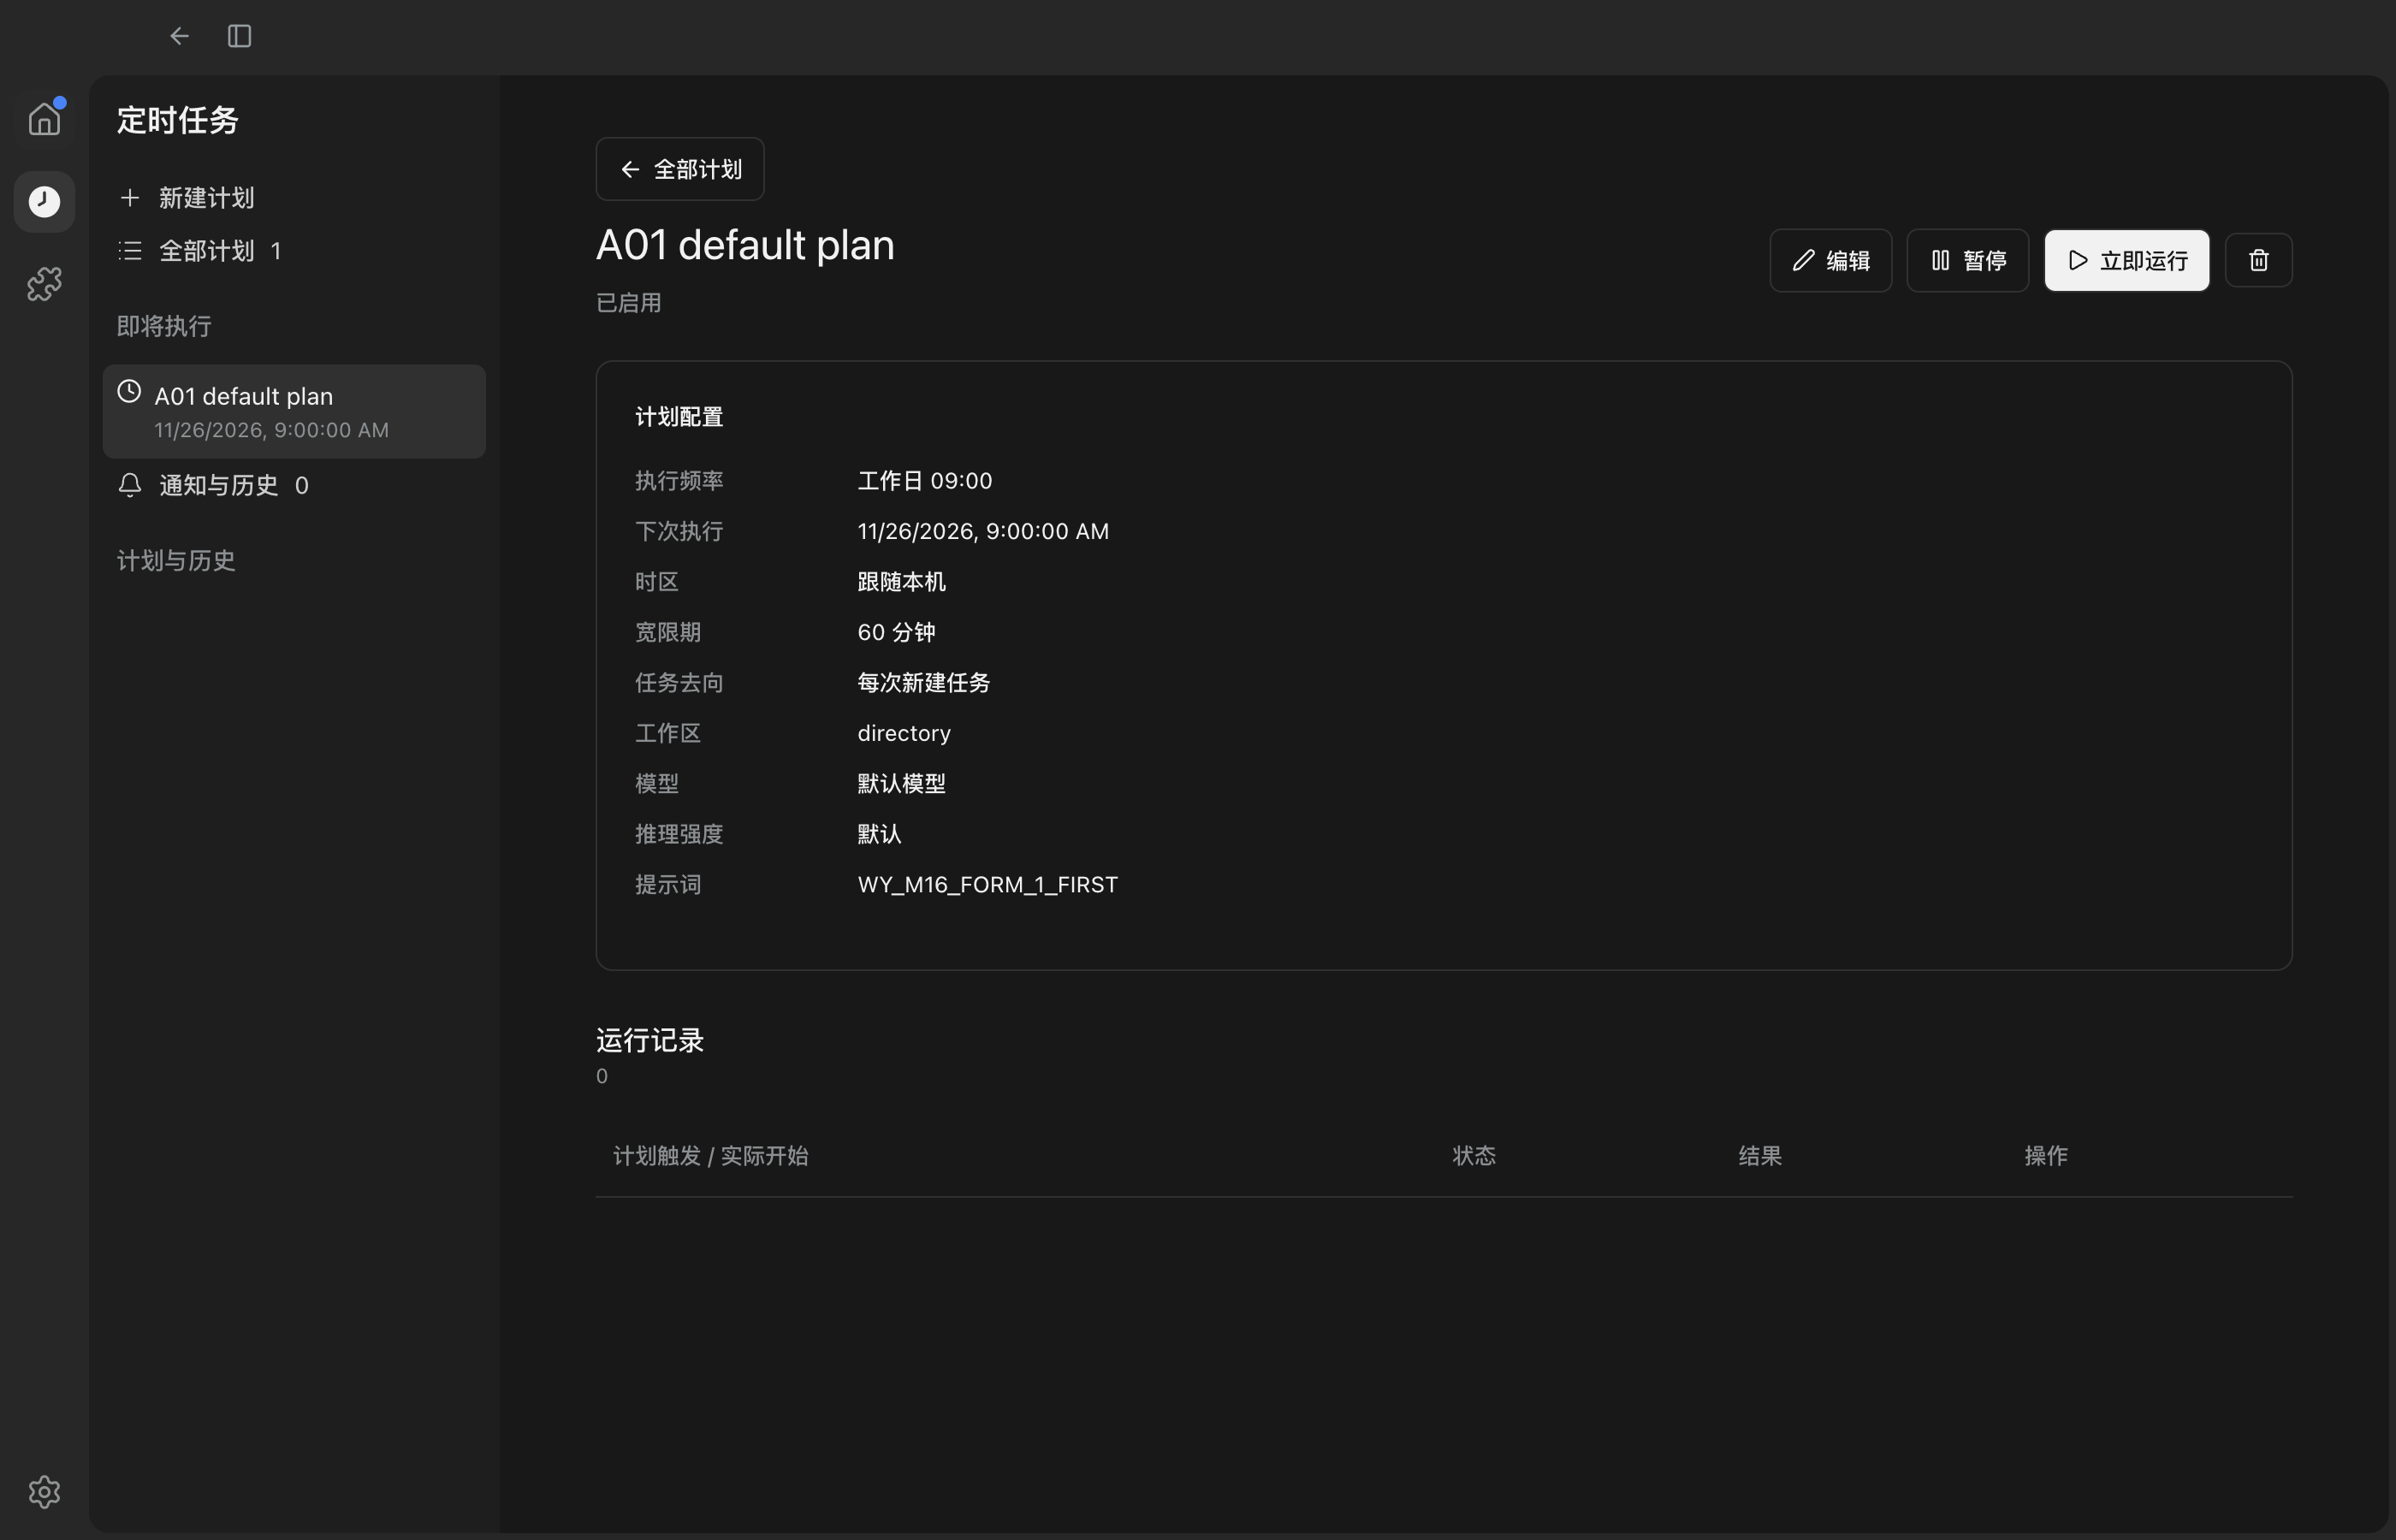 定时任务
新建计划
全部计划 1
即将执行
A01 default plan
11/26/2026, 9:00:00 AM
通知与历史 0
计划与历史
全部计划
A01 default plan
已启用
编辑
暂停
立即运行
计划配置
执行频率 工作日 09:00
下次执行 11/26/2026, 9:00:00 AM
时区 跟随本机
宽限期 60 分钟
任务去向 每次新建任务
工作区 directory
模型 默认模型
推理强度 默认
提示词 WY_M16_FORM_1_FIRST
运行记录
0
计划触发 / 实际开始 状态 结果 操作